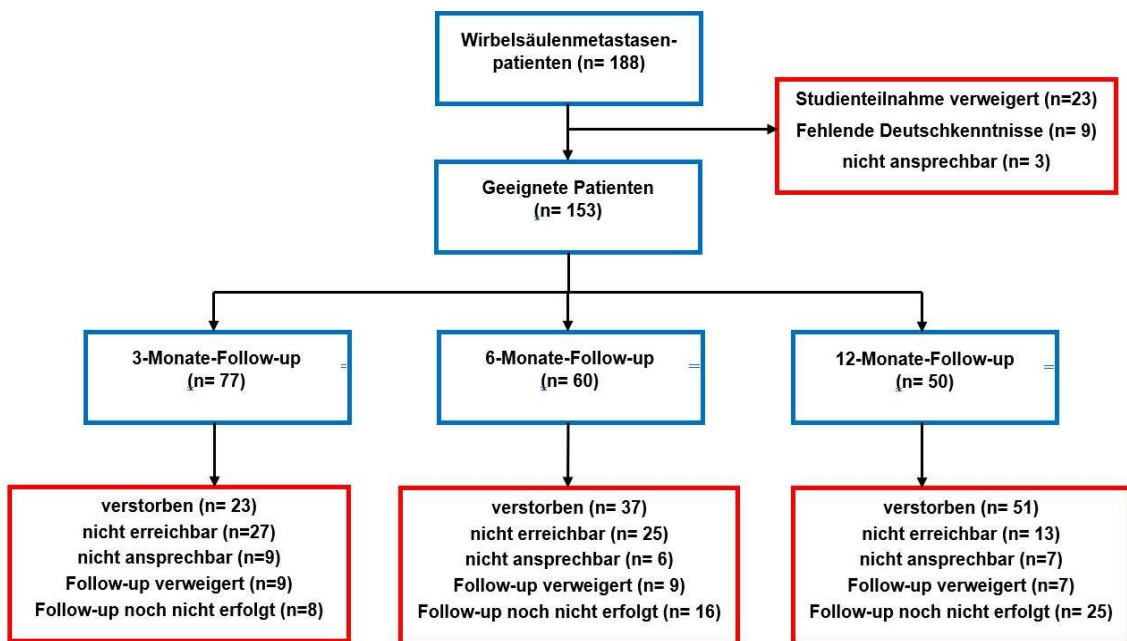 Wirbelsäulenmetastasen-
patienten (n= 188)
Studienteilnahme verweigert (n=23)
Fehlende Deutschkenntnisse (n= 9)
nicht ansprechbar (n= 3)
Geeignete Patienten
(n= 153)
3-Monate-Follow-up
(n= 77)
6-Monate-Follow-up
(n= 60)
12-Monate-Follow-up
(n= 50)
verstorben (n= 23)
nicht erreichbar (n=27)
nicht ansprechbar (n=9)
Follow-up verweigert (n=9)
Follow-up noch nicht erfolgt (n=8)
verstorben (n= 37)
nicht erreichbar (n= 25)
nicht ansprechbar (n= 6)
Follow-up verweigert (n= 9)
Follow-up noch nicht erfolgt (n= 16)
verstorben (n= 51)
nicht erreichbar (n= 13)
nicht ansprechbar (n=7)
Follow-up verweigert (n=7)
Follow-up noch nicht erfolgt (n= 25)